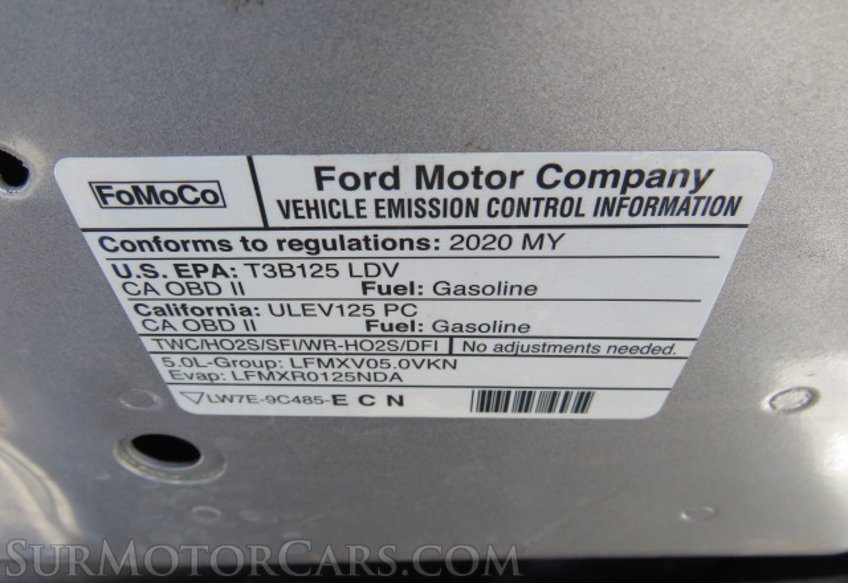 FoMoCo
Ford Motor Company
VEHICLE EMISSION CONTROL INFORMATION
Conforms to regulations: 2020 MY
U.S. EPA: T3B125 LDV
CA OBD II Fuel: Gasoline
California: ULEV125 PC
CA OBD II Fuel: Gasoline
TWC/HO2S/SFI/WR-HO2S/DFI No adjustments needed.
5.0L-Group: LFMXV05.0VKN
Evap: LFMXR0125NDA
LW7E-9C485-E C N
SurMotorCars.com